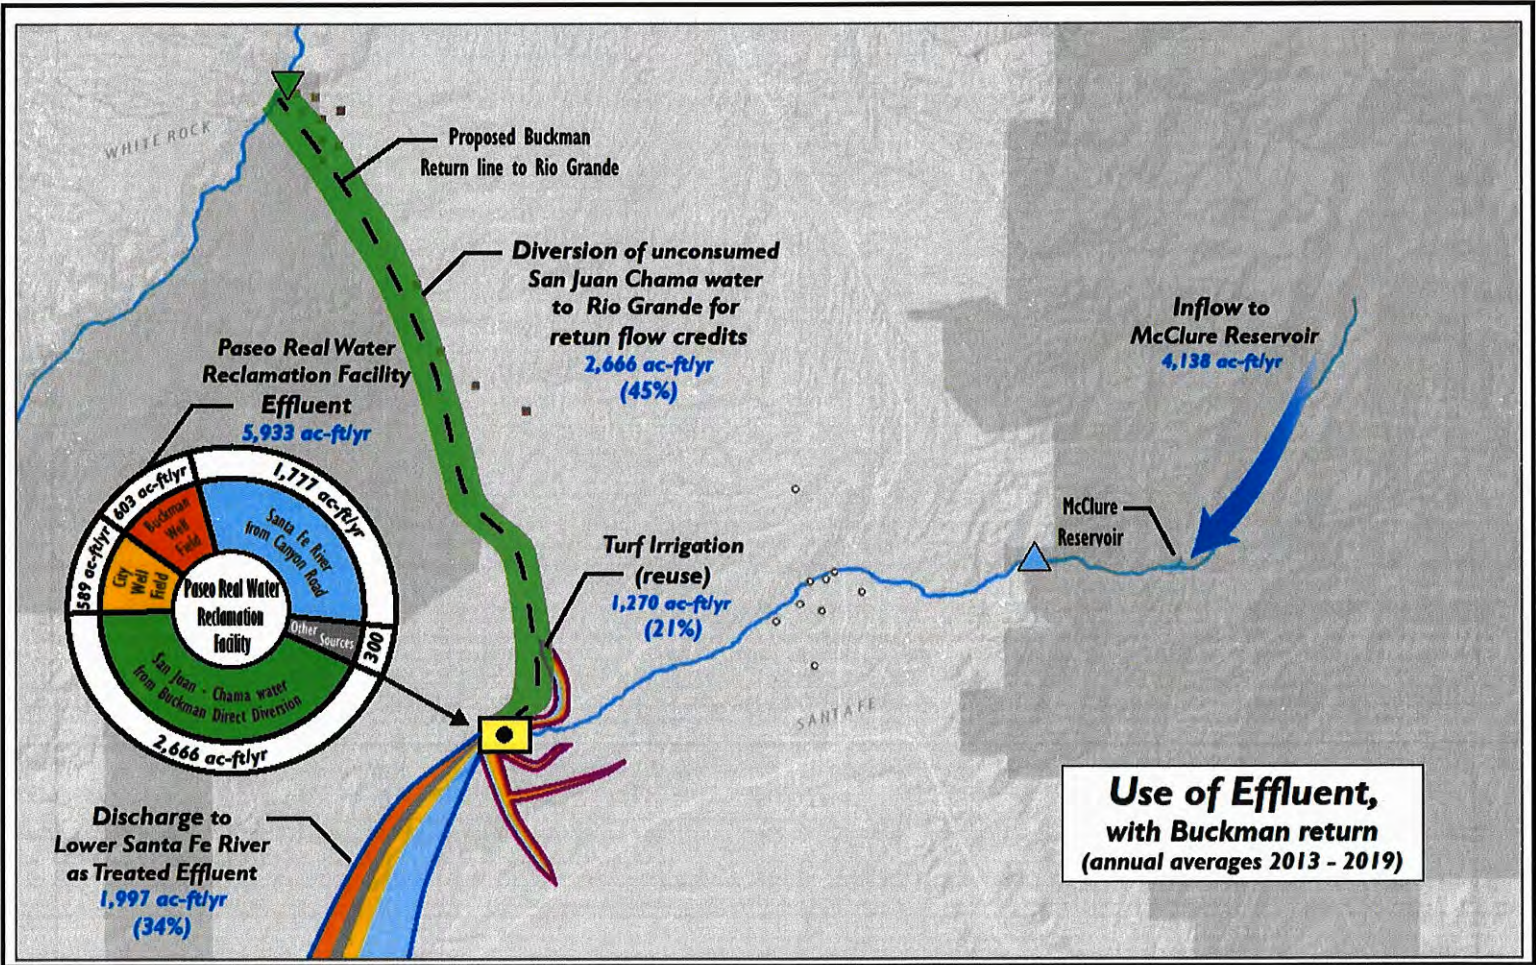 WHITE ROCK
Proposed Buckman
Return line to Rio Grande
Diversion of unconsumed
San Juan Chama water
to Rio Grande for
retun flow credits
2,666 ac-ft/yr
(45%)
Inflow to
McClure Reservoir
4,138 ac-ft/yr
Paseo Real Water
Reclamation Facility
Effluent
5,933 ac-ft/yr
603 ac-ft/yr
1,777 ac-ft/yr
589 ac-ft/yr
Buckman
Well
Field
Santa Fe River
from Canyon Road
City
Well
Field
Paseo Real Water
Reclamation
Facility
Other Sources
300
San Juan - Chama water
from Buckman Direct Diversion
2,666 ac-ft/yr
McClure
Reservoir
Turf Irrigation
(reuse)
1,270 ac-ft/yr
(21%)
SANTA FE
Discharge to
Lower Santa Fe River
as Treated Effluent
1,997 ac-ft/yr
(34%)
Use of Effluent,
with Buckman return
(annual averages 2013 - 2019)